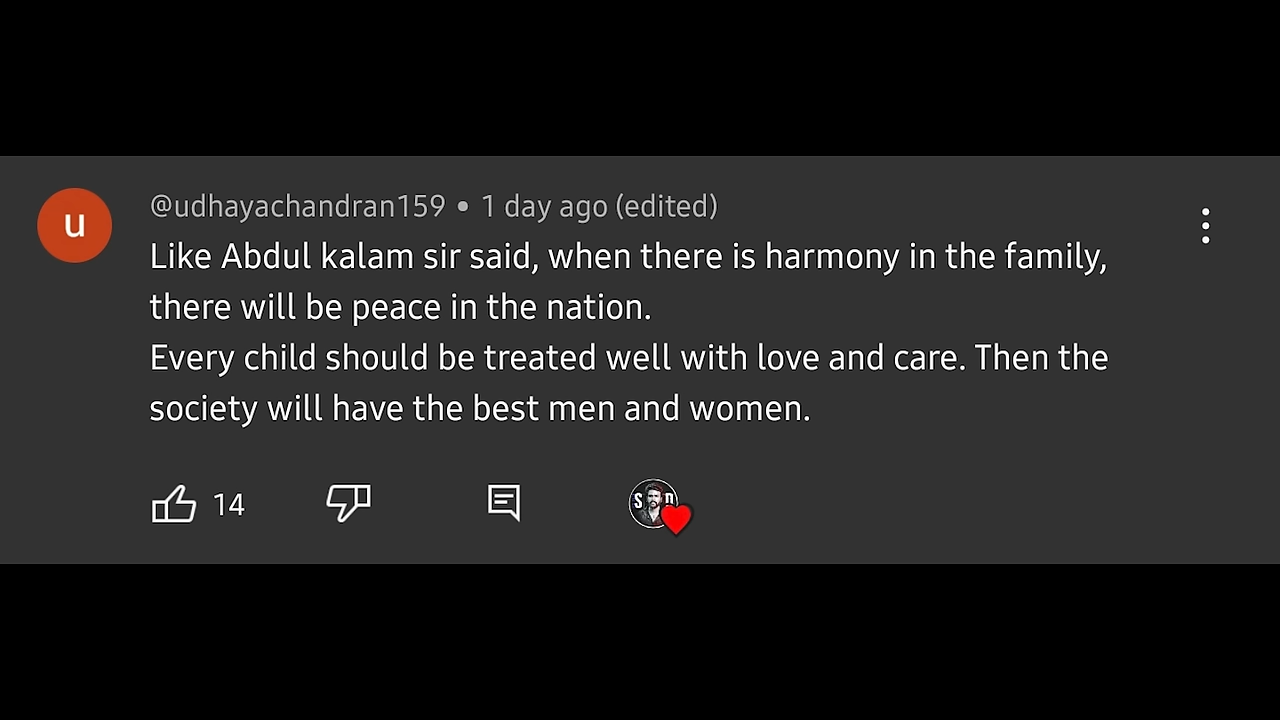 u
@udhayachandran159 • 1 day ago (edited)
Like Abdul kalam sir said, when there is harmony in the family,
there will be peace in the nation.
Every child should be treated well with love and care. Then the
society will have the best men and women.
14